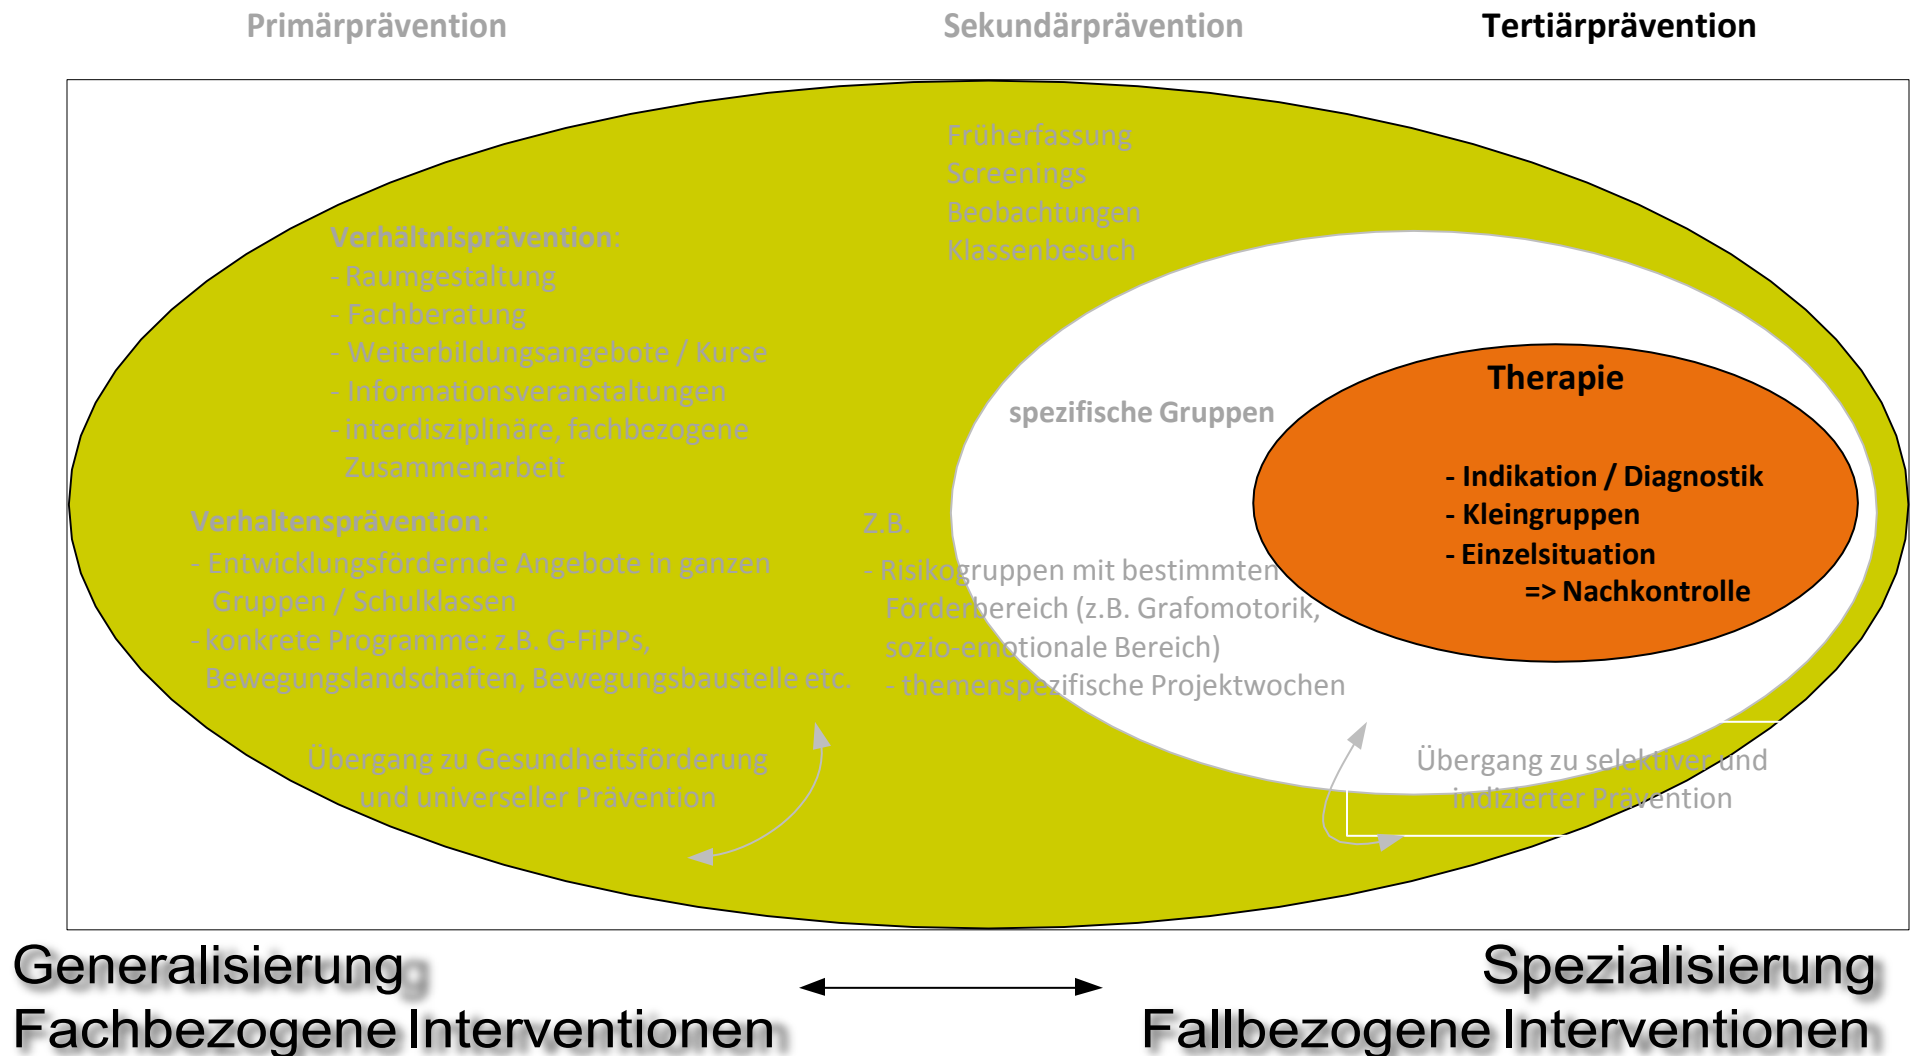 Primärprävention
Sekundärprävention
Tertiärprävention
Früherfassung
Screenings
Beobachtungen
Klassenbesuch
Verhältnisprävention:
- Raumgestaltung
- Fachberatung
- Weiterbildungsangebote / Kurse
- Informationsveranstaltungen
- interdisziplinäre, fachbezogene
Zusammenarbeit
Verhaltensprävention:
- Entwicklungsfördernde Angebote in ganzen
Gruppen / Schulklassen
- konkrete Programme: z.B. G-FiPPs,
Bewegungslandschaften, Bewegungsbaustelle etc.
Übergang zu Gesundheitsförderung
und universeller Prävention
spezifische Gruppen
Z.B.
- Risikogruppen mit bestimmten
Förderbereich (z.B. Grafomotorik,
sozio-emotionale Bereich)
- themenspezifische Projektwochen
Therapie
- Indikation / Diagnostik
- Kleingruppen
- Einzelsituation
=> Nachkontrolle
Übergang zu selektiver und
indizierter Prävention
Generalisierung
Fachbezogene Interventionen
Spezialisierung
Fallbezogene Interventionen